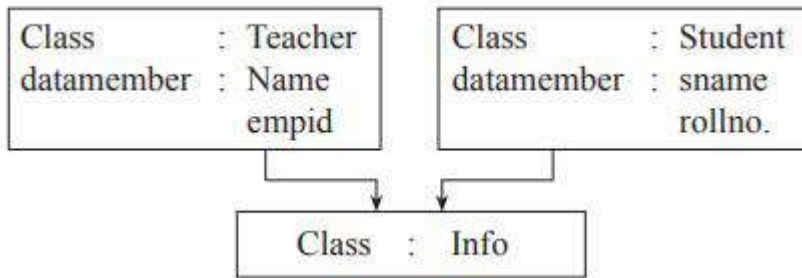 Class : Teacher
datamember : Name
empid
Class : Student
datamember : sname
rollno.
Class : Info